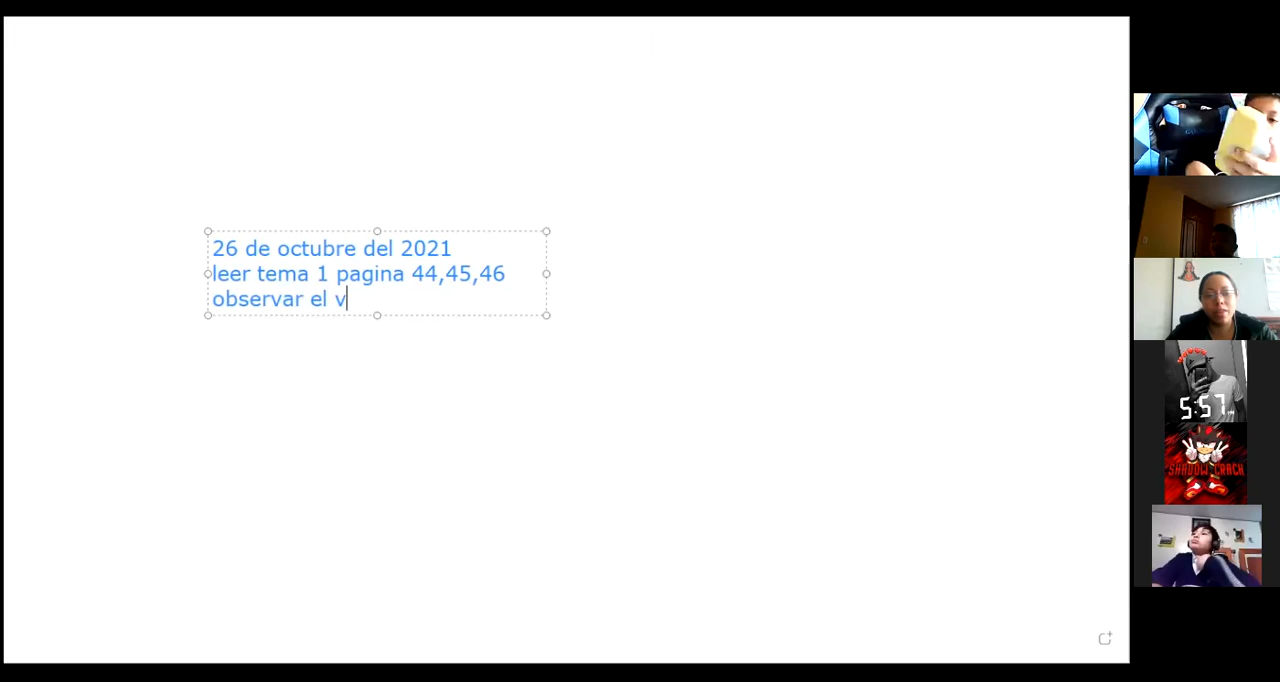 26 de octubre del 2021
leer tema 1 pagina 44,45,46
observar el v
5:57
SHADOW CRACK